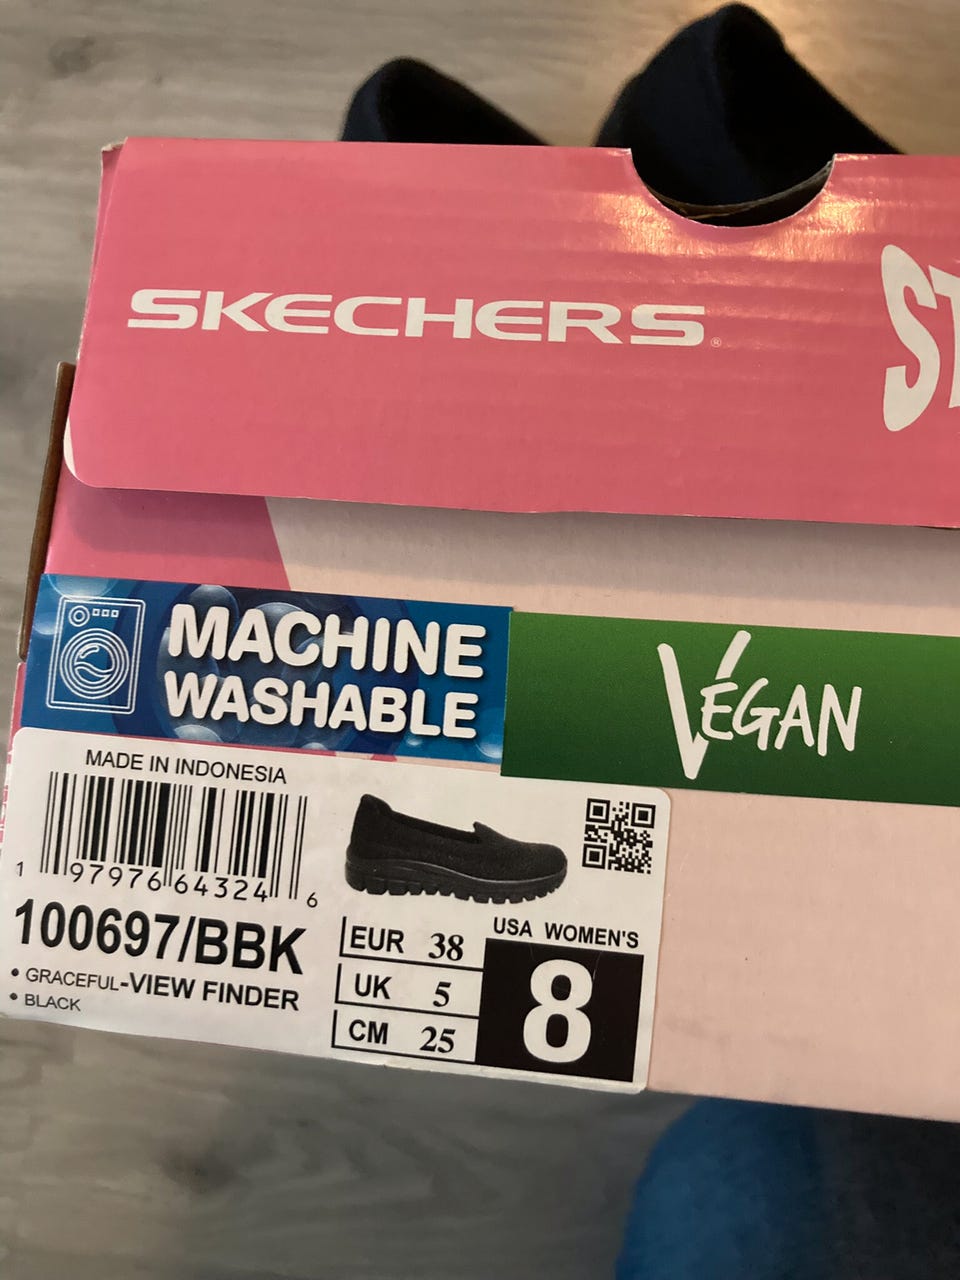 SKECHERS®
MACHINE
WASHABLE
VEGAN
MADE IN INDONESIA
1 97976 64324 6
100697/BBK
• GRACEFUL-VIEW FINDER
• BLACK
EUR 38
UK 5
CM 25
USA WOMEN'S
8